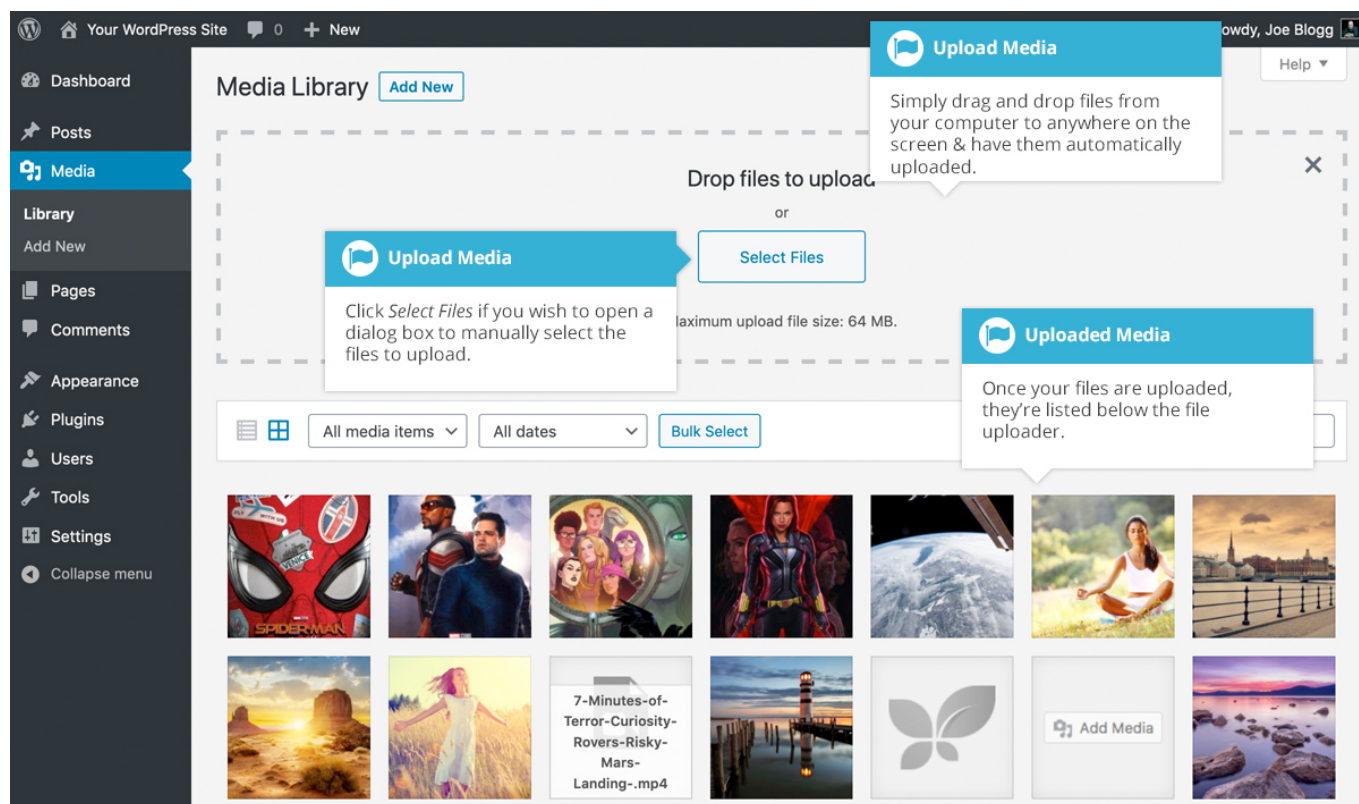 Your WordPress Site 0 + New
owdy, Joe Blogg
Help
Dashboard
Posts
Media
Library
Add New
Pages
Comments
Appearance
Plugins
Users
Tools
Settings
Collapse menu
Media Library Add New
Upload Media
Simply drag and drop files from
your computer to anywhere on the
screen & have them automatically
uploaded.
Drop files to upload
or
Select Files
Upload Media
Click Select Files if you wish to open a
dialog box to manually select the
files to upload.
aximum upload file size: 64 MB.
Uploaded Media
Once your files are uploaded,
they're listed below the file
uploader.
All media items All dates Bulk Select
FLY WITH US
VENICE
SPIDER-MAN
7-Minutes-of-
Terror-Curiosity-
Rovers-Risky-
Mars-
Landing-.mp4
Add Media